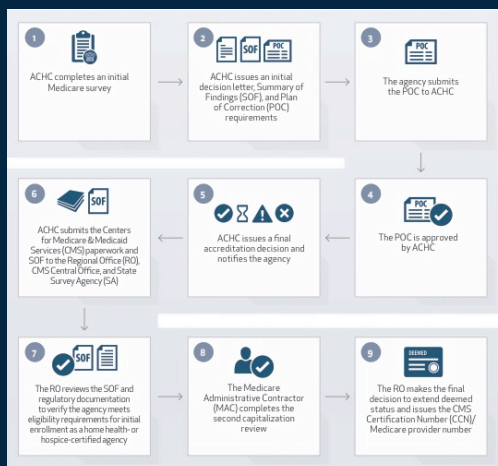 1
ACHC completes an initial
Medicare survey
2
SOF
POC
ACHC issues an initial
decision letter, Summary of
Findings (SOF), and Plan
of Correction (POC)
requirements
3
POC
The agency submits
the POC to ACHC
4
POC
The POC is approved
by ACHC
5
ACHC issues a final
accreditation decision and
notifies the agency
6
SOF
ACHC submits the Centers
for Medicare & Medicaid
Services (CMS) paperwork and
SOF to the Regional Office (RO),
CMS Central Office, and State
Survey Agency (SA)
7
SOF
The RO reviews the SOF and
regulatory documentation
to verify the agency meets
eligibility requirements for initial
enrollment as a home health- or
hospice-certified agency
8
The Medicare
Administrative Contractor
(MAC) completes the
second capitalization
review
9
DEEMED
The RO makes the final
decision to extend deemed
status and issues the CMS
Certification Number (CCN)/
Medicare provider number